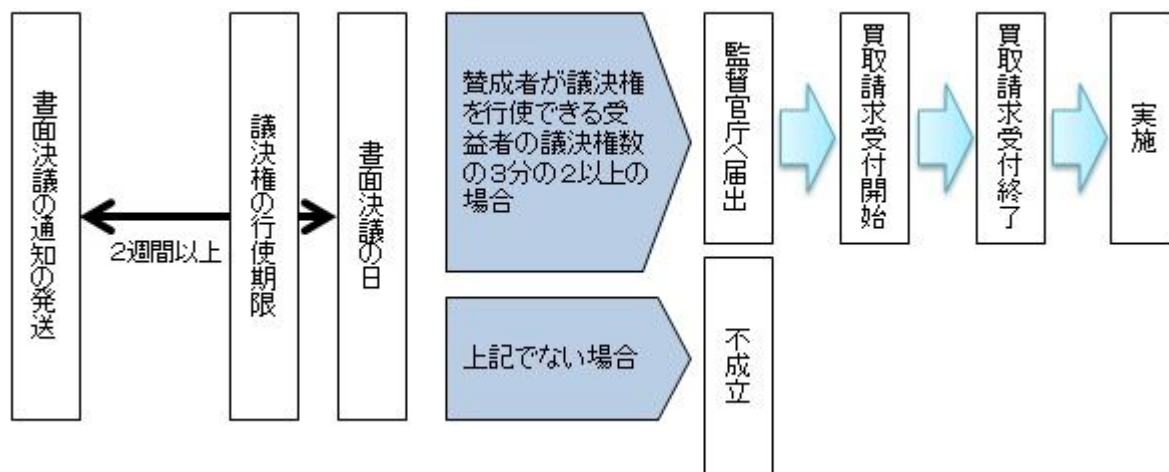 書面決議の通知の発送
2週間以上
議決権の行使期限
書面決議の日
賛成者が議決権
を行使できる受
益者の議決権数
の3分の2以上の
場合
上記でない場合
監督官庁へ届出
不成立
買取請求受付開始
買取請求受付終了
実施